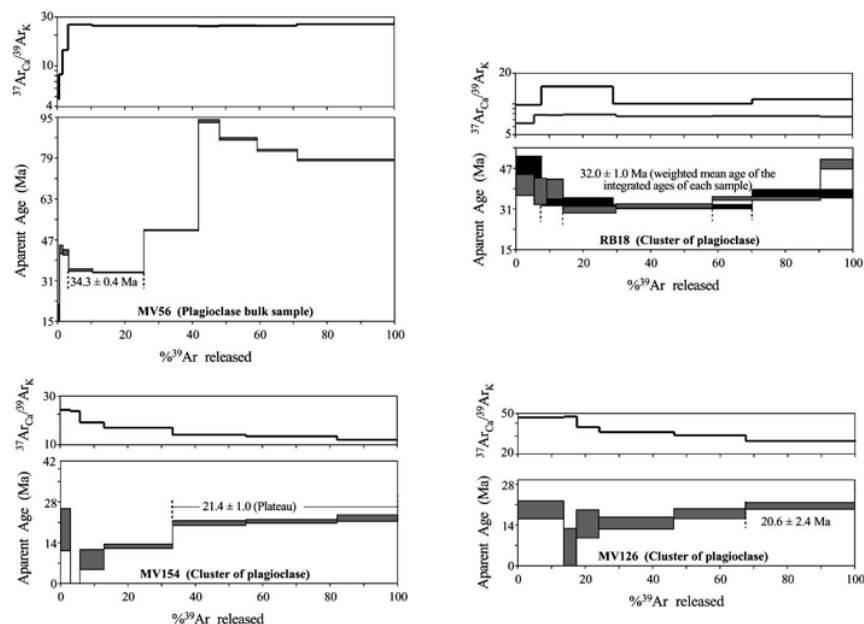 30
10
4
37ArCa/39ArK
95
79
63
47
31
15
Aparent Age (Ma)
34.3 ± 0.4 Ma
MV56 (Plagioclase bulk sample)
0 20 40 60 80 100
%39Ar released
20
5
37ArCa/39ArK
47
31
15
Aparent Age (Ma)
32.0 ± 1.0 Ma (weighted mean age of the
integrated ages of each sample)
RB18 (Cluster of plagioclase)
0 20 40 60 80 100
%39Ar released
30
10
37ArCa/39ArK
42
28
14
0
Aparent Age (Ma)
21.4 ± 1.0 (Plateau)
MV154 (Cluster of plagioclase)
0 20 40 60 80 100
%39Ar released
50
20
37ArCa/39ArK
28
14
0
Aparent Age (Ma)
20.6 ± 2.4 Ma
MV126 (Cluster of plagioclase)
0 20 40 60 80 100
%39Ar released